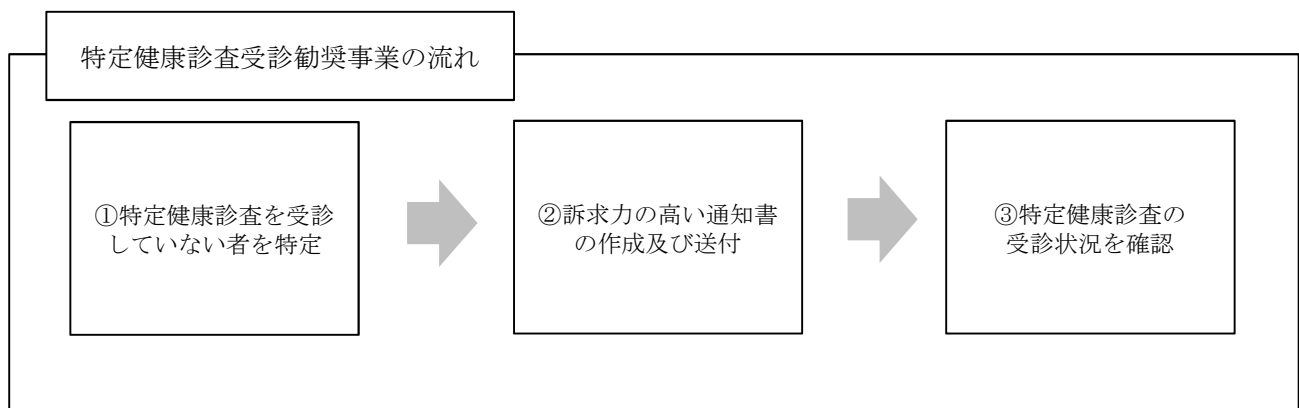 特定健康診査受診勧奨事業の流れ
①特定健康診査を受診
していない者を特定
②訴求力の高い通知書
の作成及び送付
③特定健康診査の
受診状況を確認